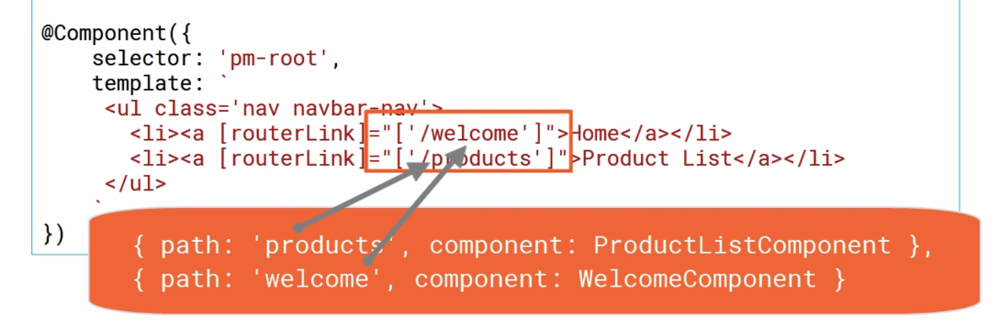 @Component({
selector: 'pm-root',
template: `
<ul class='nav navbar-nav'>
<li><a [routerLink]="['/welcome']">Home</a></li>
<li><a [routerLink]="['/products']">Product List</a></li>
</ul>
`
})
{ path: 'products', component: ProductListComponent },
{ path: 'welcome', component: WelcomeComponent }